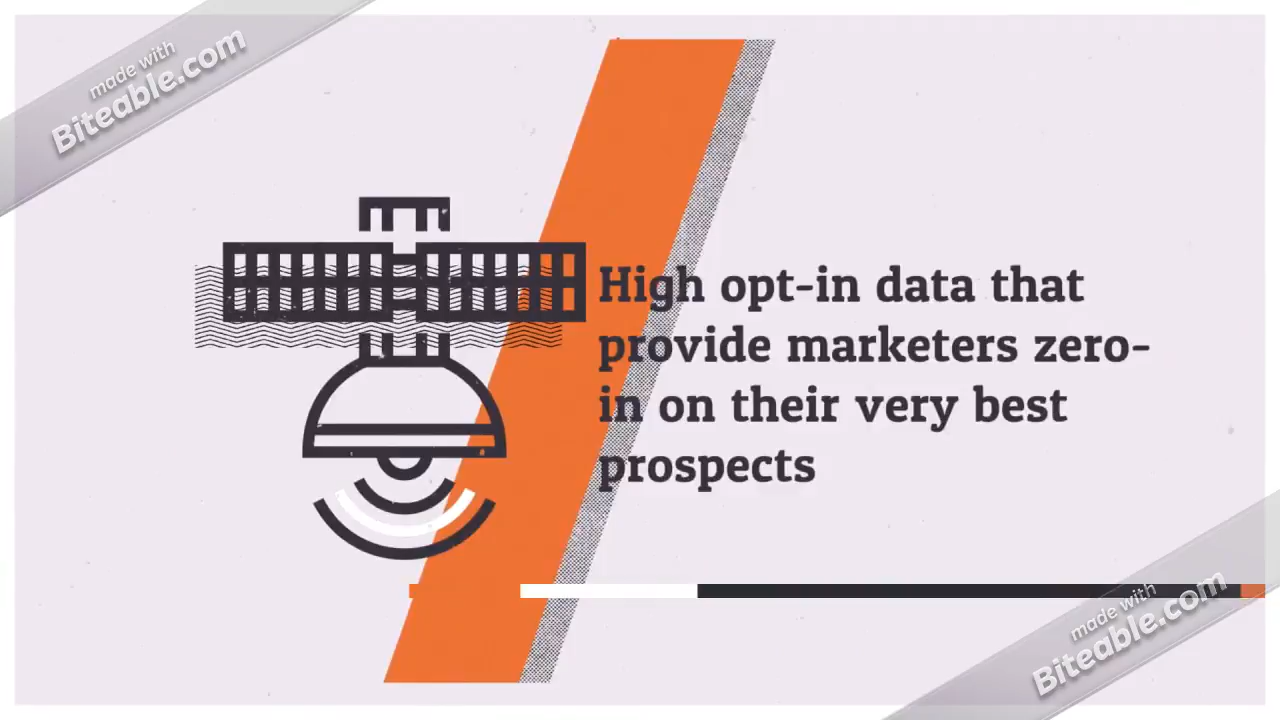 made with
Biteable.com
High opt-in data that
provide marketers zero-
in on their very best
prospects
made with
Biteable.com